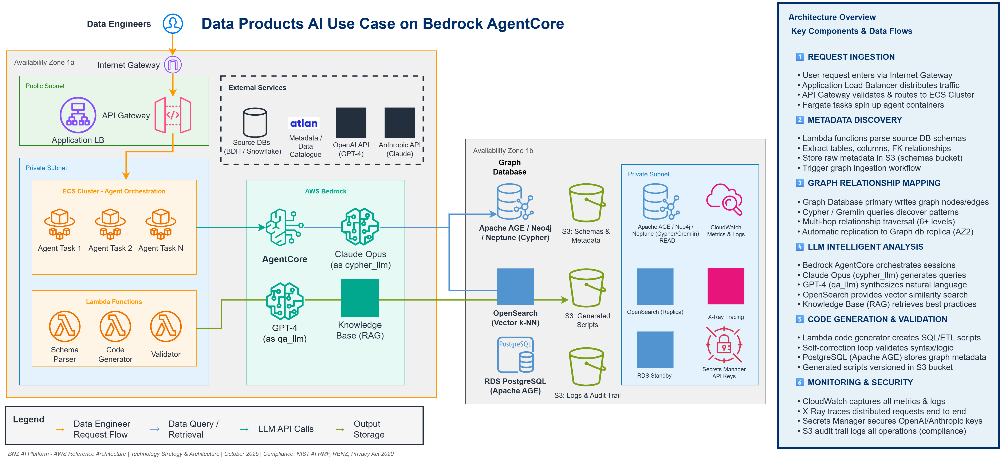 Data Engineers
Data Products AI Use Case on Bedrock AgentCore
Availability Zone 1a
Internet Gateway
Public Subnet
Application LB
API Gateway
External Services
Source DBs
(BDH / Snowflake)
atlan
Metadata /
Data
Catalogue
OpenAI API
(GPT-4)
Anthropic API
(Claude)
Private Subnet
ECS Cluster - Agent Orchestration
Agent Task 1
Agent Task 2
Agent Task N
Lambda Functions
Schema
Parser
Code
Generator
Validator
AWS Bedrock
AgentCore
Claude Opus
(as cypher_llm)
GPT-4
(as qa_llm)
Knowledge
Base (RAG)
Availability Zone 1b
Graph
Database
Apache AGE / Neo4j
/ Neptune (Cypher)
S3: Schemas &
Metadata
OpenSearch
(Vector k-NN)
S3: Generated
Scripts
PostgreSQL
RDS PostgreSQL
(Apache AGE)
S3: Logs & Audit Trail
Private Subnet
Apache AGE / Neo4j /
Neptune (Cypher/Gremlin)
- READ
CloudWatch
Metrics & Logs
OpenSearch (Replica)
X-Ray Tracing
RDS Standby
Secrets Manager
API Keys
Legend
→ Data Engineer
Request Flow
→ Data Query /
Retrieval
→ LLM API Calls
→ Output
Storage
BNZ AI Platform - AWS Reference Architecture | Technology Strategy & Architecture | October 2025 | Compliance: NIST AI RMF, RBNZ, Privacy Act 2020
Architecture Overview
Key Components & Data Flows
1️⃣ REQUEST INGESTION
• User request enters via Internet Gateway
• Application Load Balancer distributes traffic
• API Gateway validates & routes to ECS Cluster
• Fargate tasks spin up agent containers
2️⃣ METADATA DISCOVERY
• Lambda functions parse source DB schemas
• Extract tables, columns, FK relationships
• Store raw metadata in S3 (schemas bucket)
• Trigger graph ingestion workflow
3️⃣ GRAPH RELATIONSHIP MAPPING
• Graph Database primary writes graph nodes/edges
• Cypher / Gremlin queries discover patterns
• Multi-hop relationship traversal (6+ levels)
• Automatic replication to Graph db replica (AZ2)
4️⃣ LLM INTELLIGENT ANALYSIS
• Bedrock AgentCore orchestrates sessions
• Claude Opus (cypher_llm) generates queries
• GPT-4 (qa_llm) synthesizes natural language
• OpenSearch provides vector similarity search
• Knowledge Base (RAG) retrieves best practices
5️⃣ CODE GENERATION & VALIDATION
• Lambda code generator creates SQL/ETL scripts
• Self-correction loop validates syntax/logic
• PostgreSQL (Apache AGE) stores graph metadata
• Generated scripts versioned in S3 bucket
6️⃣ MONITORING & SECURITY
• CloudWatch captures all metrics & logs
• X-Ray traces distributed requests end-to-end
• Secrets Manager secures OpenAI/Anthropic keys
• S3 audit trail logs all operations (compliance)